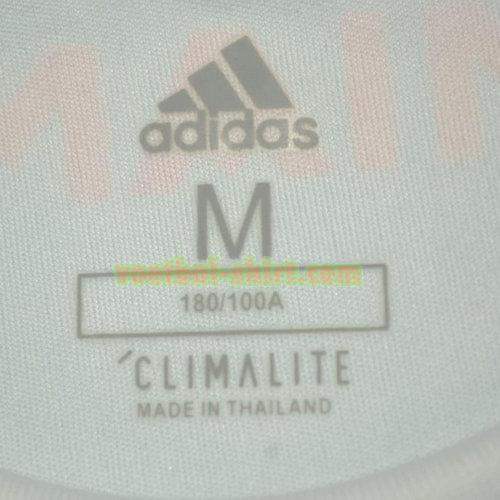 adidas
M
voetbal-shirt.com
180/100A
CLIMALITE
MADE IN THAILAND